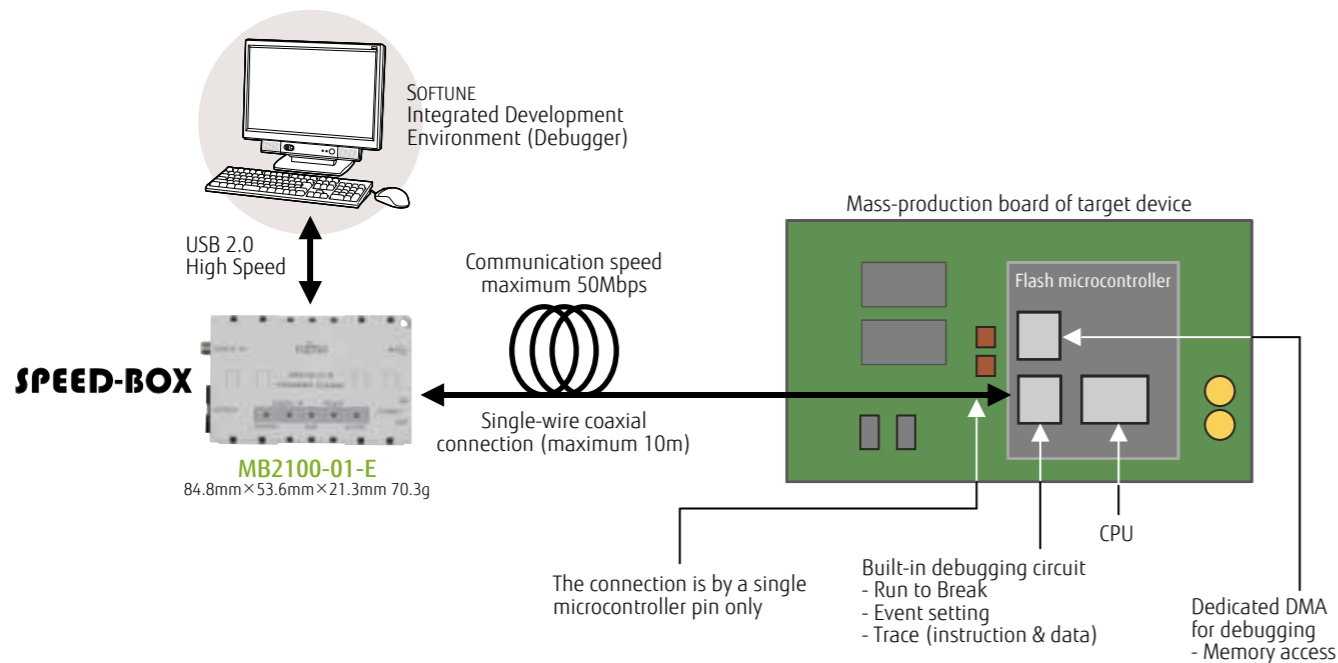 SOFTUNE
Integrated Development
Environment (Debugger)
USB 2.0
High Speed
Communication speed
maximum 50Mbps
Mass-production board of target device
Flash microcontroller
SPEED-BOX
FUJITSU
Single-wire coaxial
connection (maximum 10m)
MB2100-01-E
84.8mm×53.6mm×21.3mm 70.3g
The connection is by a single
microcontroller pin only
Built-in debugging circuit
- Run to Break
- Event setting
- Trace (instruction & data)
CPU
Dedicated DMA
for debugging
- Memory access